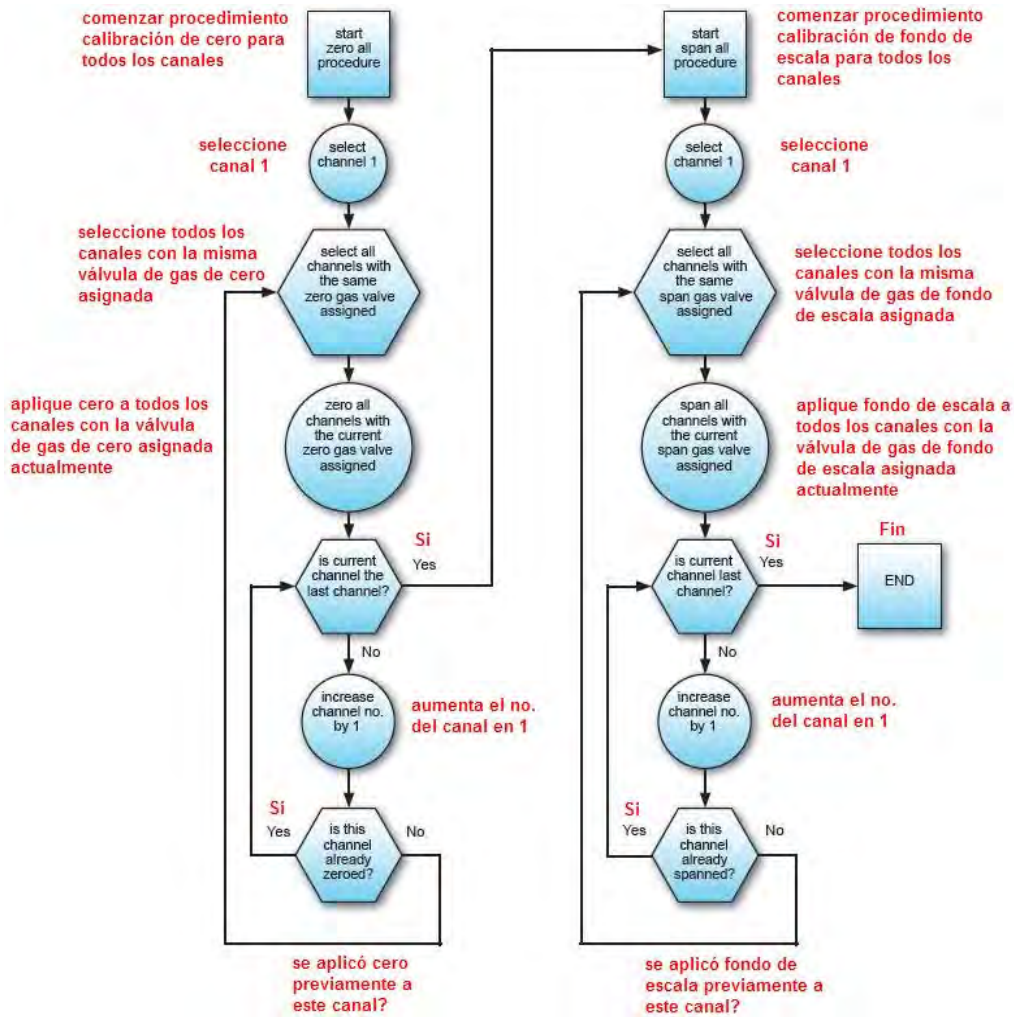 comenzar procedimiento
calibración de cero para
todos los canales
start
zero all
procedure
seleccione
canal 1
select
channel 1
seleccione todos los
canales con la misma
válvula de gas de cero
asignada
select all
channels with
the same
zero gas valve
assigned
aplique cero a todos los
canales con la válvula
de gas de cero asignada
actualmente
zero all
channels with
the current
zero gas valve
assigned
is current
channel the
last channel?
Si
Yes
No
increase
channel no.
by 1
aumenta el no.
del canal en 1
Si
Yes
is this
channel
already
zeroed?
No
se aplicó cero
previamente a
este canal?
start
span all
procedure
comenzar procedimiento
calibración de fondo de
escala para todos los
canales
select
channel 1
seleccione
canal 1
select all
channels with
the same
span gas valve
assigned
seleccione todos los
canales con la misma
válvula de gas de fondo
de escala asignada
span all
channels with
the current
span gas valve
assigned
aplique fondo de escala a
todos los canales con la
válvula de gas de fondo
de escala asignada
actualmente
is current
channel last
channel?
Si
Yes
Fin
END
No
increase
channel no.
by 1
aumenta el no.
del canal en 1
Si
Yes
is this
channel
already
spanned?
No
se aplicó fondo de
escala previamente a
este canal?